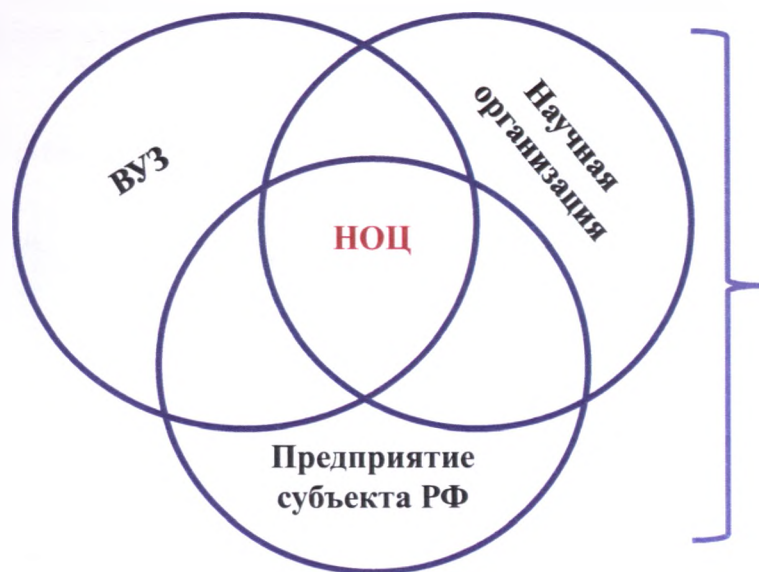 ВУЗ
Научная
организация
НОЦ
Предприятие
субъекта РФ